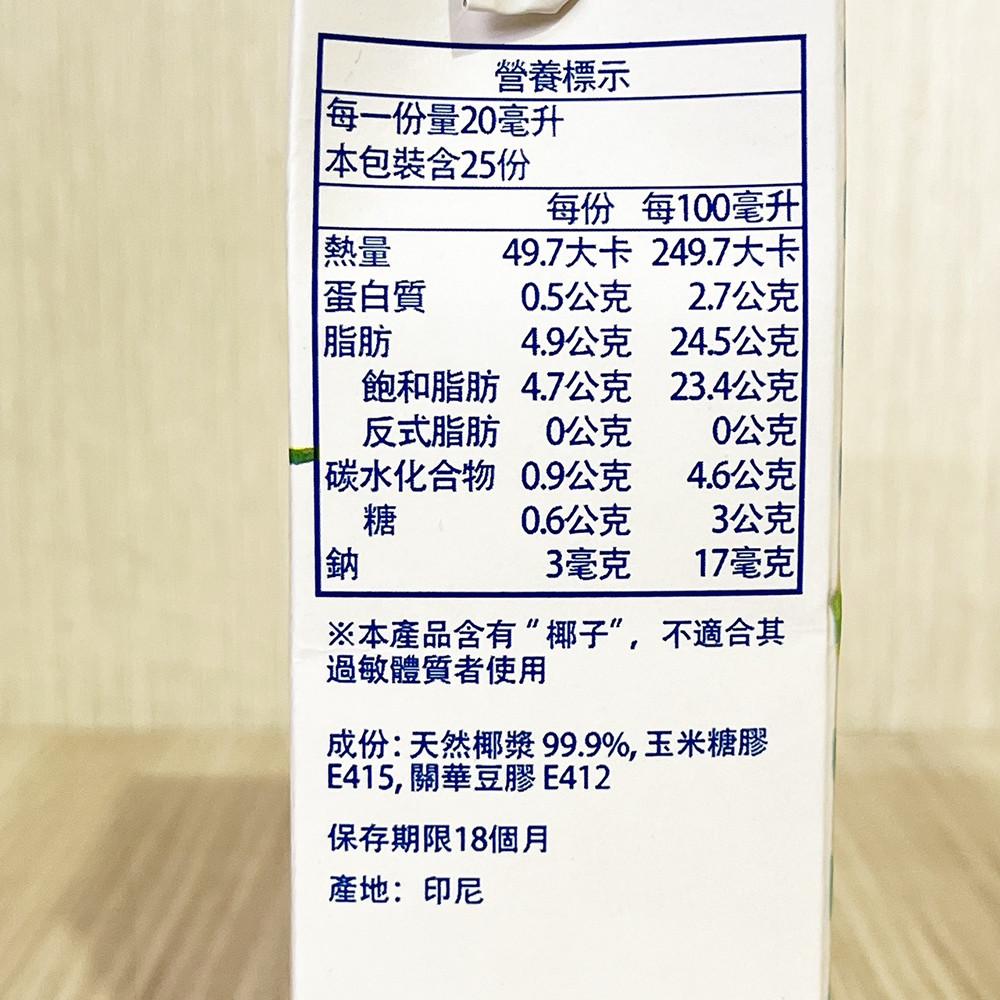 營養標示
每一份量20毫升
本包裝含25份
每份 每100毫升
熱量 49.7大卡 249.7大卡
蛋白質 0.5公克 2.7公克
脂肪 4.9公克 24.5公克
飽和脂肪 4.7公克 23.4公克
反式脂肪 0公克 0公克
碳水化合物 0.9公克 4.6公克
糖 0.6公克 3公克
鈉 3毫克 17毫克
※本產品含有“椰子”，不適合其
過敏體質者使用
成份：天然椰漿 99.9%, 玉米糖膠
E415, 關華豆膠 E412
保存期限18個月
產地：印尼